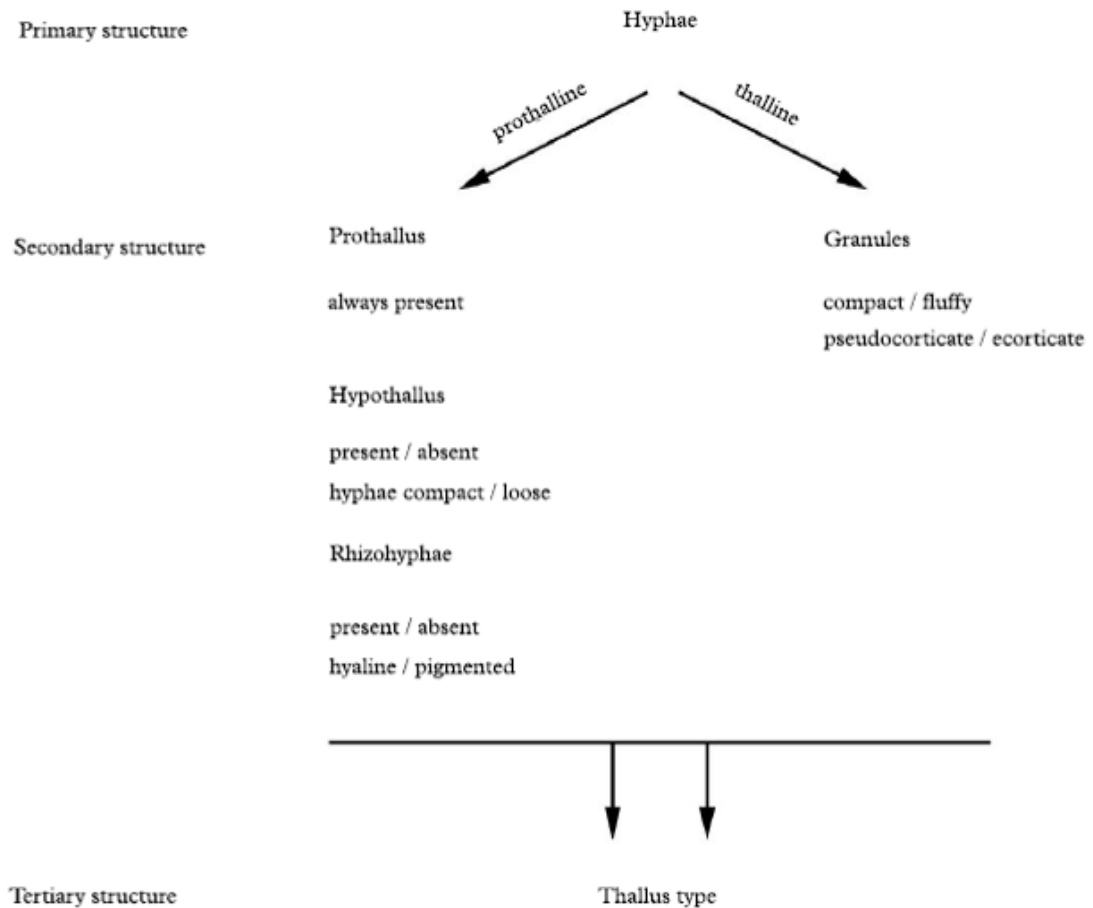 Primary structure
Hyphae
prothalline
thalline
Secondary structure
Prothallus
Granules
always present
compact / fluffy
pseudocorticate / ecorticate
Hypothallus
present / absent
hyphae compact / loose
Rhizohyphae
present / absent
hyaline / pigmented
Tertiary structure
Thallus type